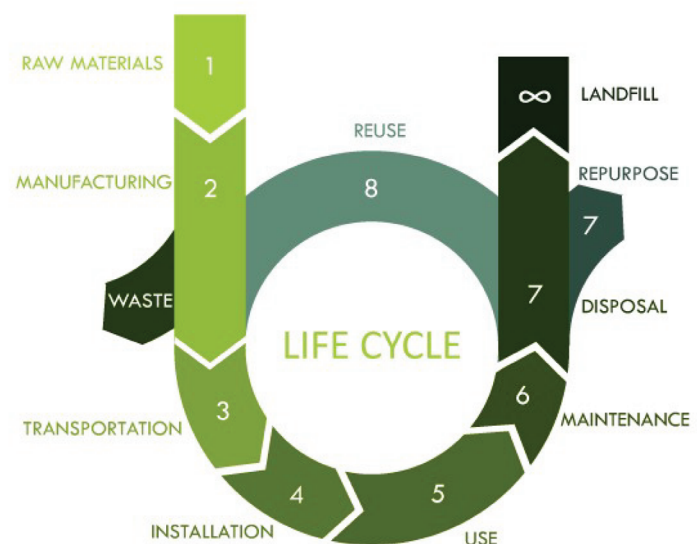 RAW MATERIALS
1
∞
LANDFILL
REUSE
REPURPOSE
MANUFACTURING
2
8
7
WASTE
7
DISPOSAL
LIFE CYCLE
3
6
TRANSPORTATION
MAINTENANCE
4
5
INSTALLATION
USE